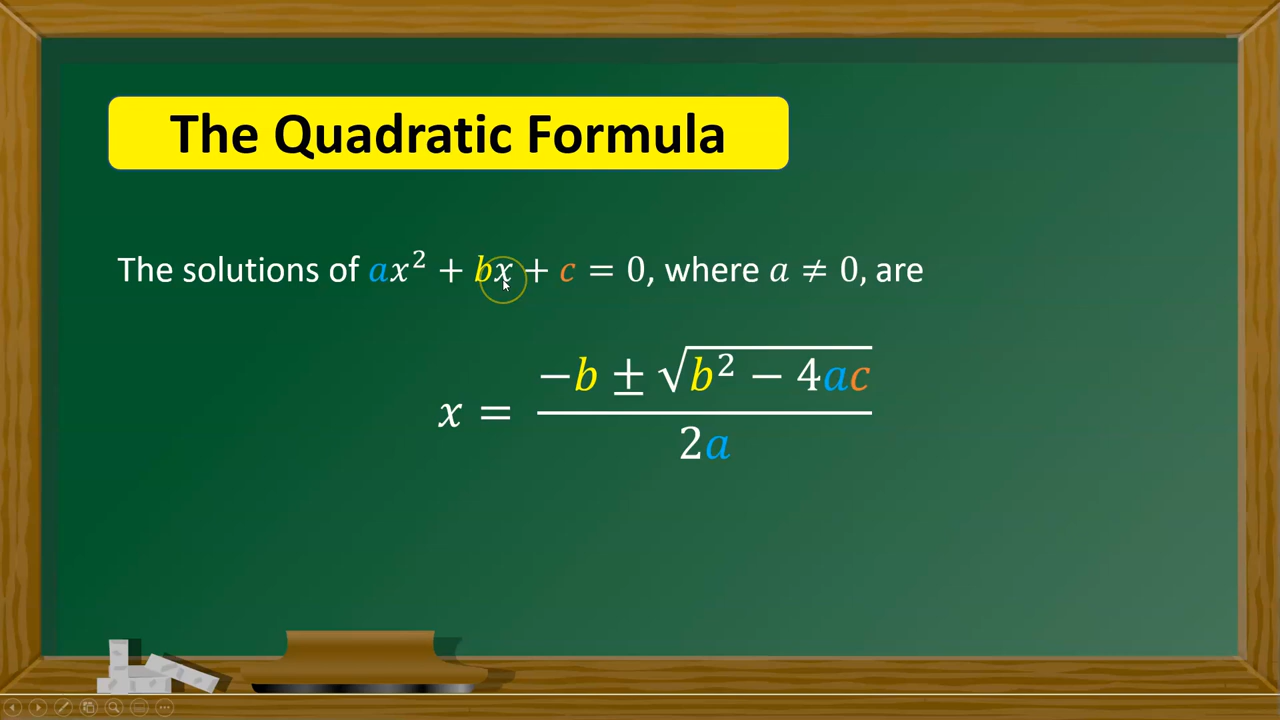 The Quadratic Formula
The solutions of 𝑎𝑥² + 𝑏𝑥 + 𝑐 = 0, where 𝑎 ≠ 0, are
𝑥 = (−𝑏 ± √(𝑏² − 4𝑎𝑐)) / 2𝑎